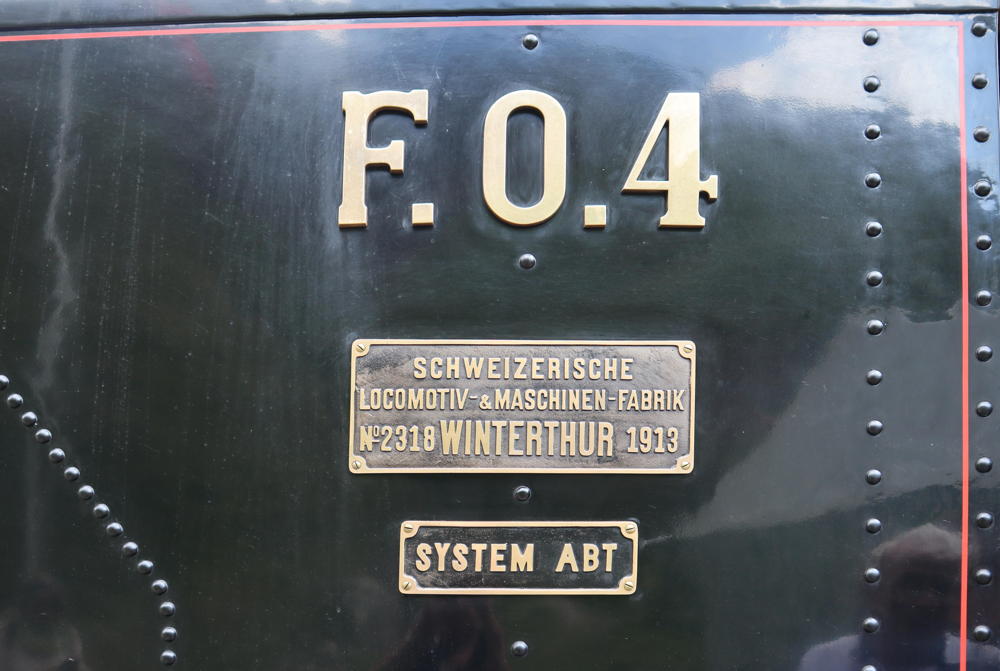 F.O.4
SCHWEIZERISCHE
LOCOMOTIV-&MASCHINEN-FABRIK
No2318 WINTERTHUR 1913
SYSTEM ABT